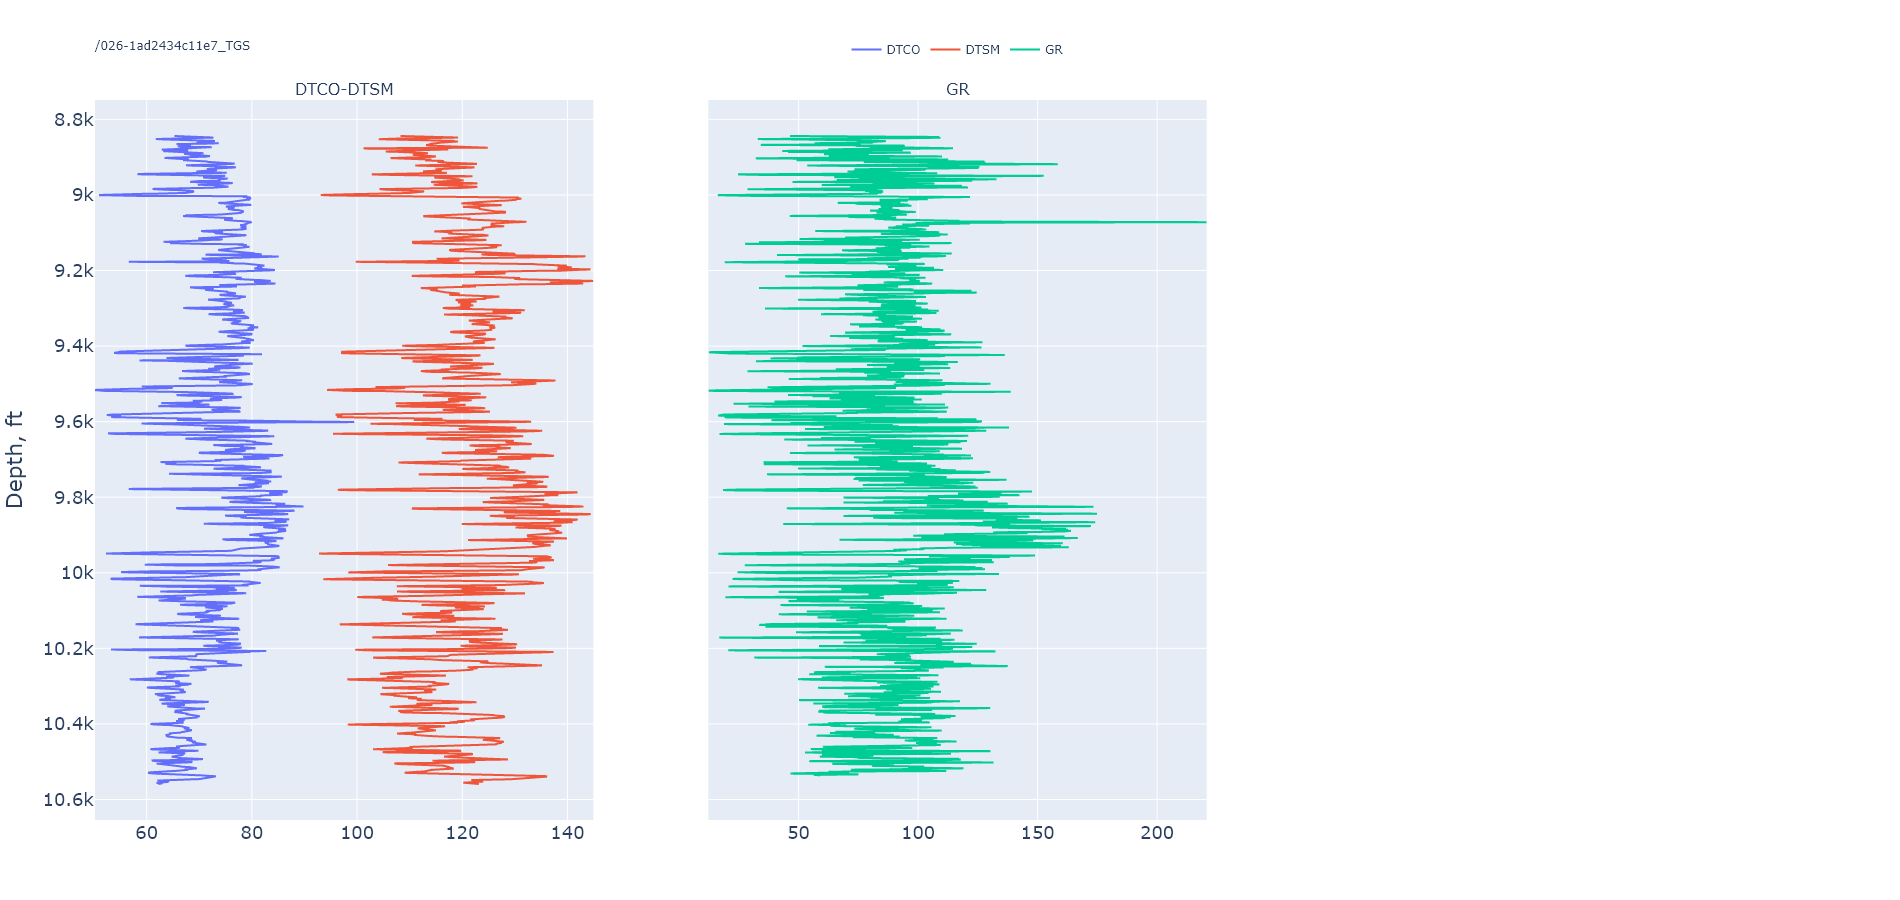 /026-1ad2434c11e7_TGS
DTCO DTSM GR
DTCO-DTSM
GR
Depth, ft
8.8k
9k
9.2k
9.4k
9.6k
9.8k
10k
10.2k
10.4k
10.6k
60 80 100 120 140
50 100 150 200